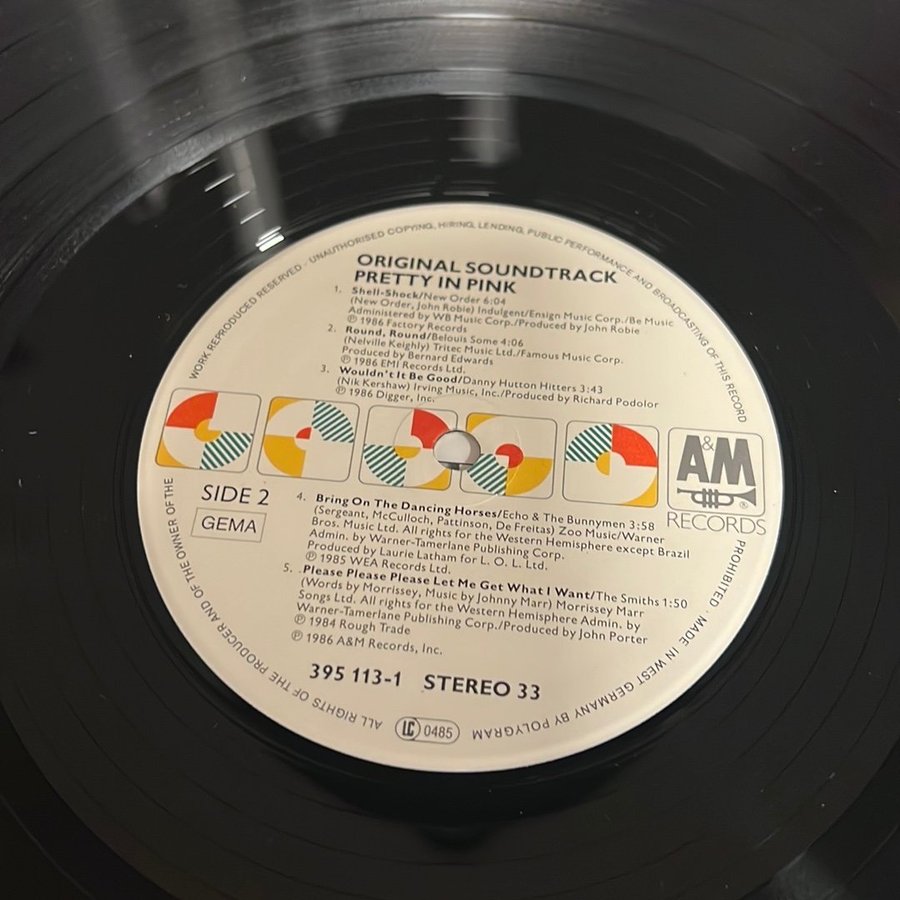 WORK REPRODUCED RESERVED - UNAUTHORISED COPYING, HIRING, LENDING, PUBLIC PERFORMANCE AND BROADCASTING OF THIS RECORD
ORIGINAL SOUNDTRACK
PRETTY IN PINK
1. Shell-Shock/New Order 6:04
(New Order, John Robie) Indulgent/Ensign Music Corp./Be Music
Administered by WB Music Corp./Produced by John Robie
℗ 1986 Factory Records
2. Round, Round/Belouis Some 4:06
(Nelville Keighly) Tritec Music Ltd./Famous Music Corp.
Produced by Bernard Edwards
℗ 1986 EMI Records Ltd.
3. Wouldn't It Be Good/Danny Hutton Hitters 3:43
(Nik Kershaw) Irving Music, Inc./Produced by Richard Podolor
℗ 1986 Digger, Inc.
A&M
®
RECORDS
SIDE 2
GEMA
4. Bring On The Dancing Horses/Echo & The Bunnymen 3:58
(Sergeant, McCulloch, Pattinson, De Freitas) Zoo Music/Warner
Bros. Music Ltd. All rights for the Western Hemisphere except Brazil
Admin. by Warner-Tamerlane Publishing Corp.
Produced by Laurie Latham for L. O. L. Ltd.
℗ 1985 WEA Records Ltd.
5. Please Please Please Let Me Get What I Want/The Smiths 1:50
(Words by Morrissey, Music by Johnny Marr) Morrissey Marr
Songs Ltd. All rights for the Western Hemisphere Admin. by
Warner-Tamerlane Publishing Corp./Produced by John Porter
℗ 1984 Rough Trade
℗ 1986 A&M Records, Inc.
395 113-1 STEREO 33
LC 0485
PROHIBITED - MADE IN WEST GERMANY BY POLYGRAM
ALL RIGHTS OF THE PRODUCER AND OF THE OWNER OF THE